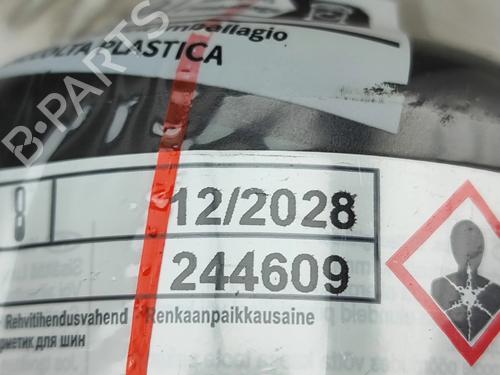 B-PARTS
imballagio
RACCOLTA PLASTICA
12/2028
244609
- Rehvitihendusvahend - Renkaanpaikkausaine
герметик для шин